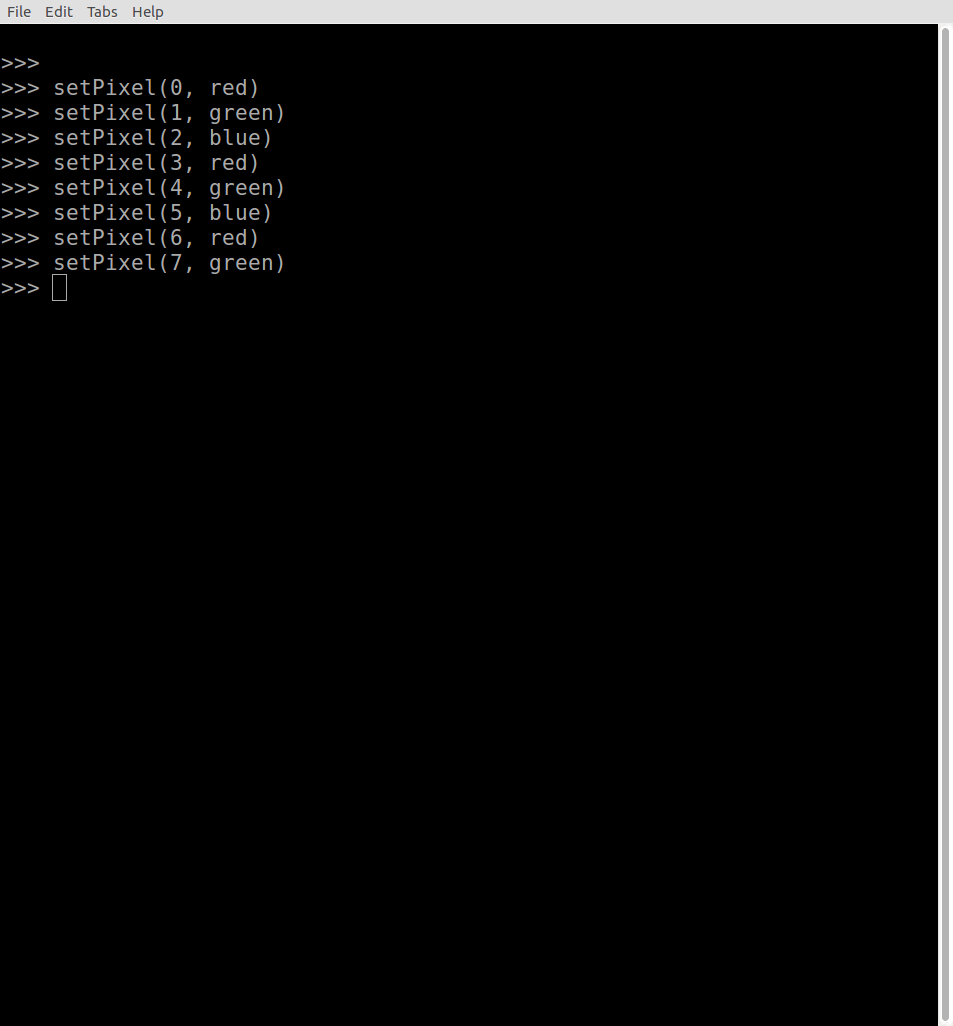 File Edit Tabs Help
>>>
>>> setPixel(0, red)
>>> setPixel(1, green)
>>> setPixel(2, blue)
>>> setPixel(3, red)
>>> setPixel(4, green)
>>> setPixel(5, blue)
>>> setPixel(6, red)
>>> setPixel(7, green)
>>>